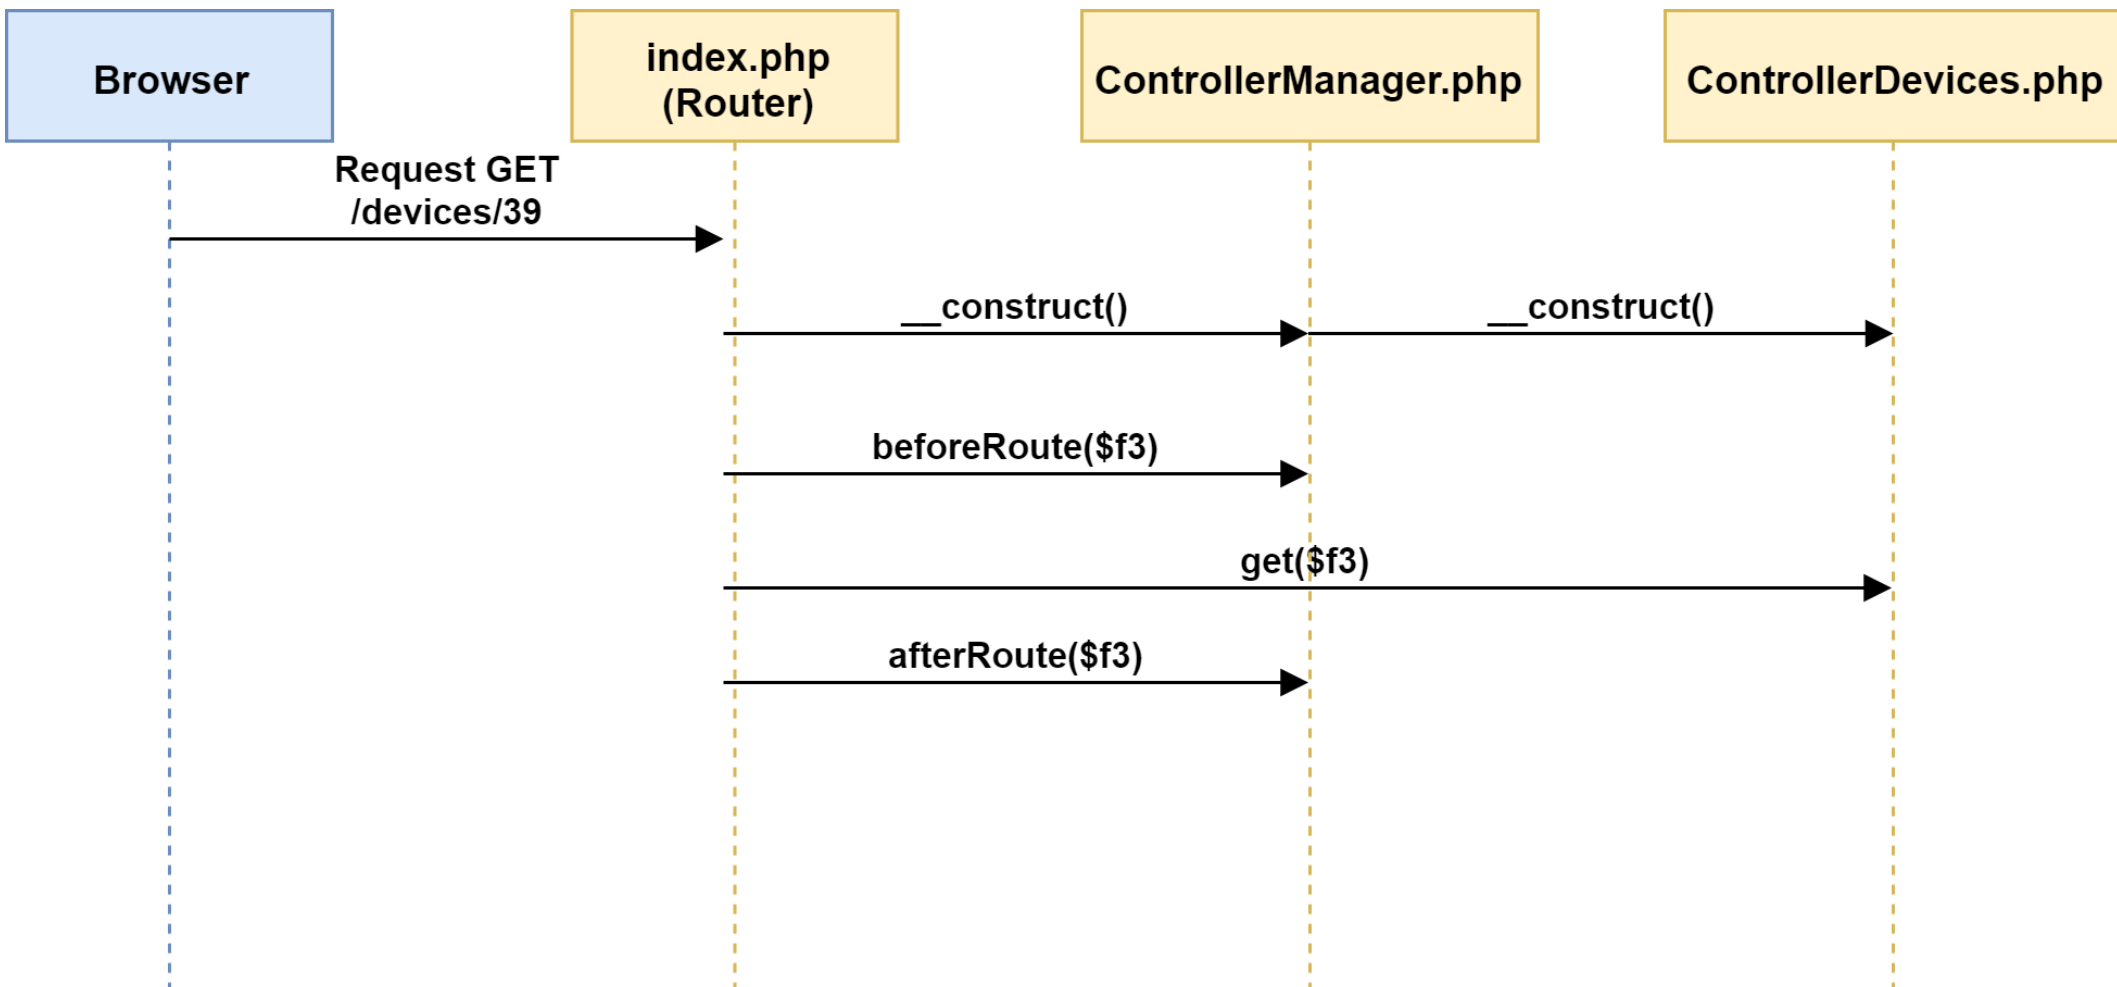 Browser
index.php
(Router)
ControllerManager.php
ControllerDevices.php
Request GET
/devices/39
__construct()
__construct()
beforeRoute($f3)
get($f3)
afterRoute($f3)